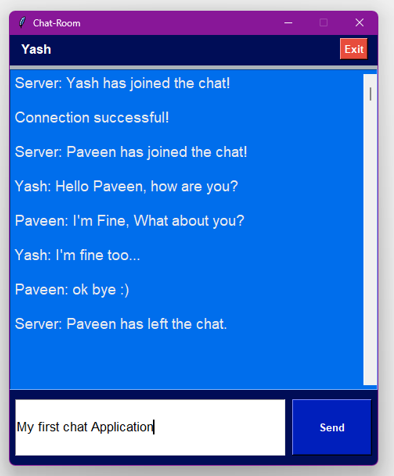 Chat-Room
Yash
Exit
Server: Yash has joined the chat!
Connection successful!
Server: Paveen has joined the chat!
Yash: Hello Paveen, how are you?
Paveen: I'm Fine, What about you?
Yash: I'm fine too...
Paveen: ok bye :)
Server: Paveen has left the chat.
My first chat Application
Send